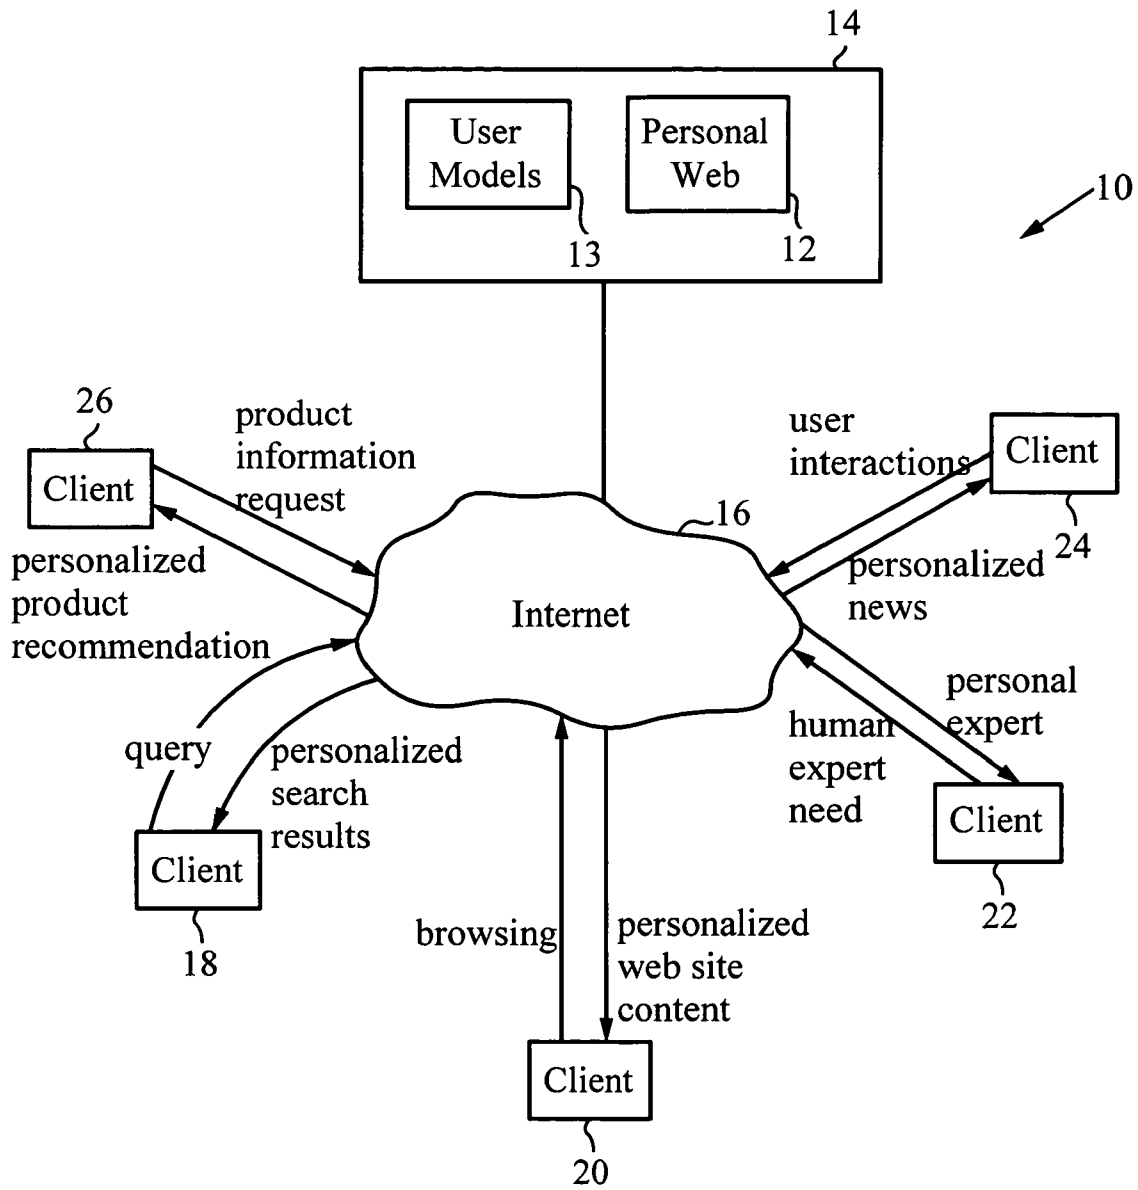 14
User
Models
Personal
Web
13
12
10
26
Client
product
information
request
personalized
product
recommendation
user
interactions
Client
24
personalized
news
16
Internet
query
personalized
search
results
Client
18
personal
expert
human
expert
need
Client
22
browsing
personalized
web site
content
Client
20